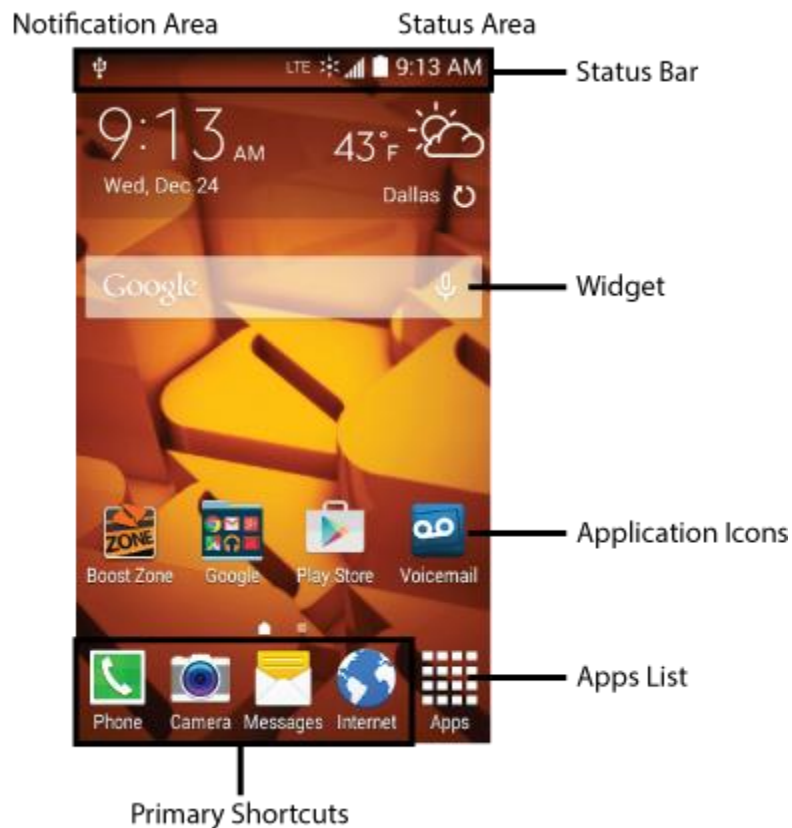 Notification Area Status Area
LTE 9:13 AM
Status Bar
9:13 AM
43°F
Wed, Dec 24
Dallas
Google
Widget
ZONE
Application Icons
Boost Zone Google Play Store Voicemail
Apps List
Phone Camera Messages Internet Apps
Primary Shortcuts